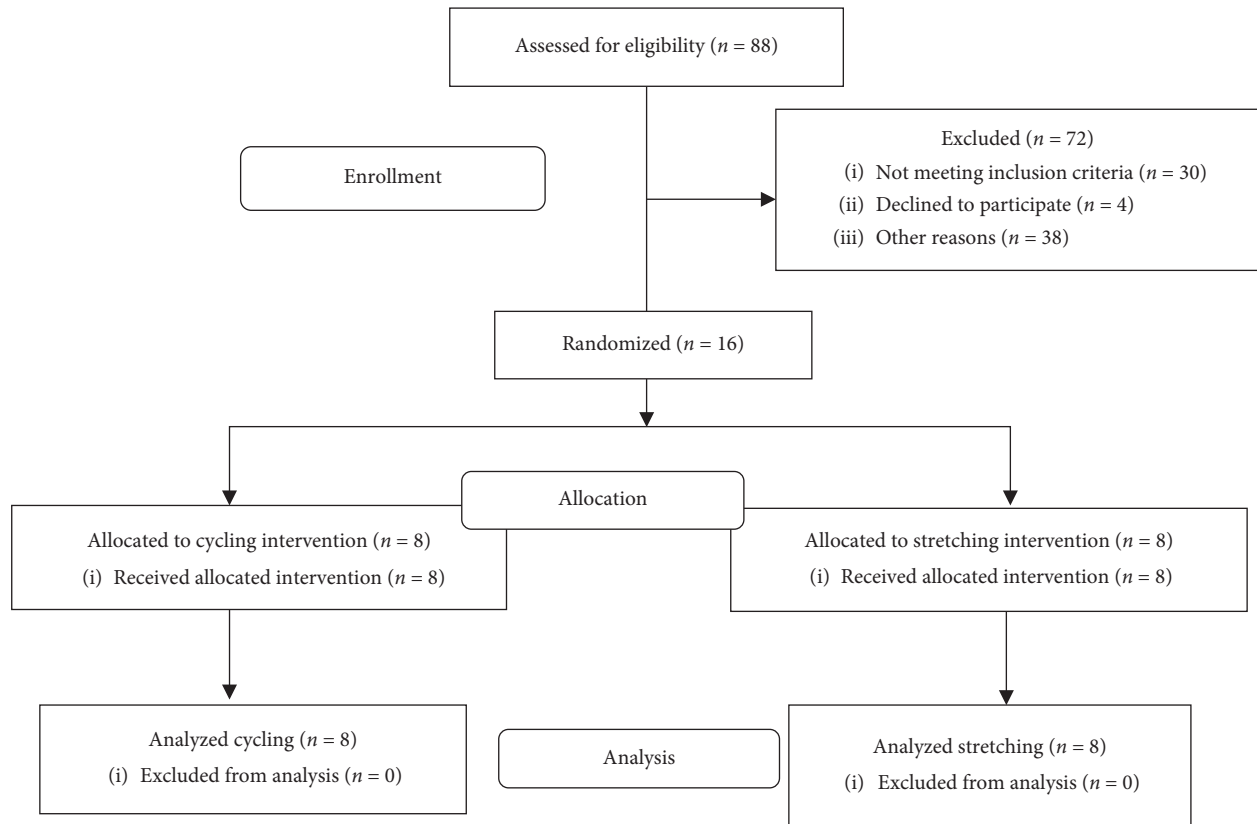 Assessed for eligibility (n = 88)
Enrollment
Excluded (n = 72)
(i) Not meeting inclusion criteria (n = 30)
(ii) Declined to participate (n = 4)
(iii) Other reasons (n = 38)
Randomized (n = 16)
Allocation
Allocated to cycling intervention (n = 8)
(i) Received allocated intervention (n = 8)
Allocated to stretching intervention (n = 8)
(i) Received allocated intervention (n = 8)
Analyzed cycling (n = 8)
(i) Excluded from analysis (n = 0)
Analysis
Analyzed stretching (n = 8)
(i) Excluded from analysis (n = 0)